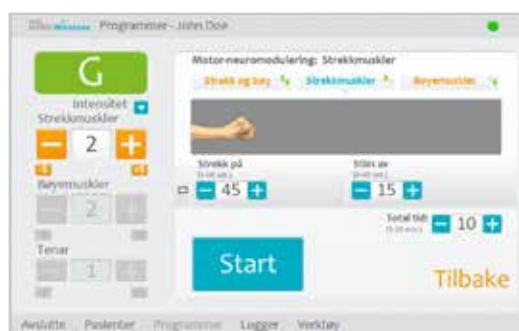 Programmer - John Doe
G
Intensitet
Strekkmuskler
2
Bøyemuskler
2
Tenar
1
Motor-neuromodulering: Strekkmuskler
Strekk og bøy
Strekkmuskler
Bøyemuskler
Strekk på
45
Stim av
15
Total tid:
10
Start
Tilbake
Avslutte Pasienter Programmer Logger Verktøy